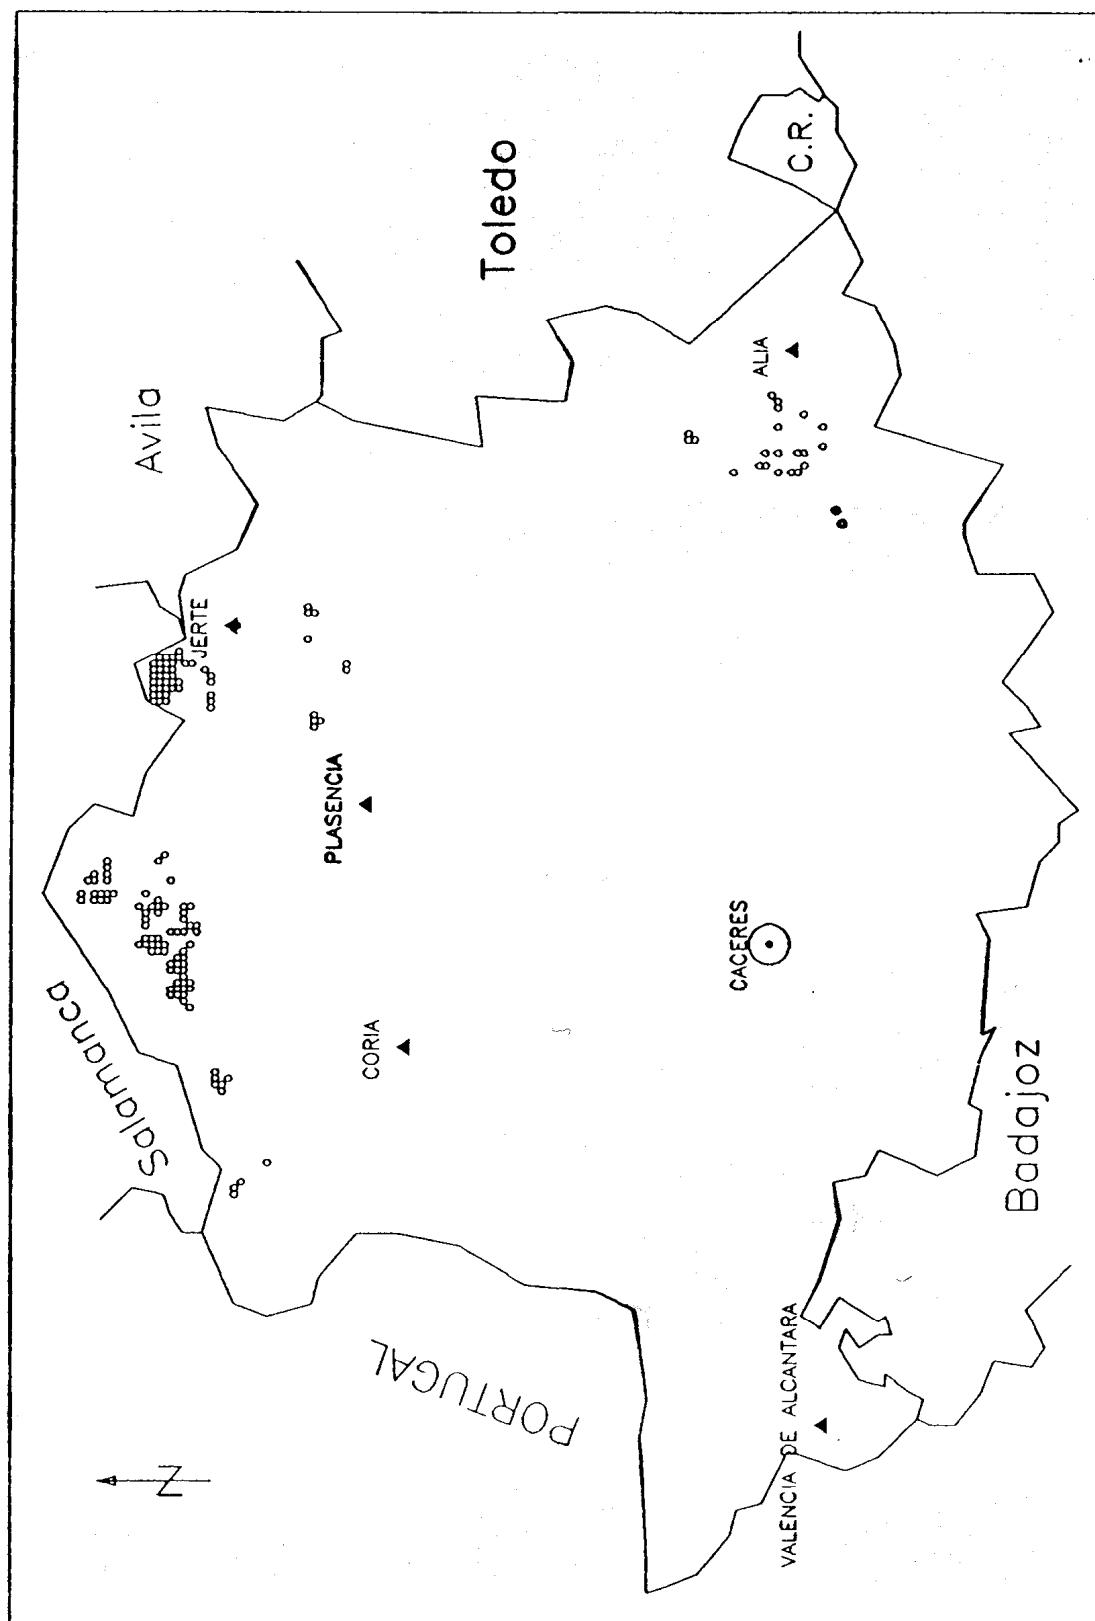 Salamanca
Avila
Toledo
C.R.
JERTE
PLASENCIA
CORIA
ALIA
CACERES
PORTUGAL
VALENCIA DE ALCANTARA
Badajoz
N